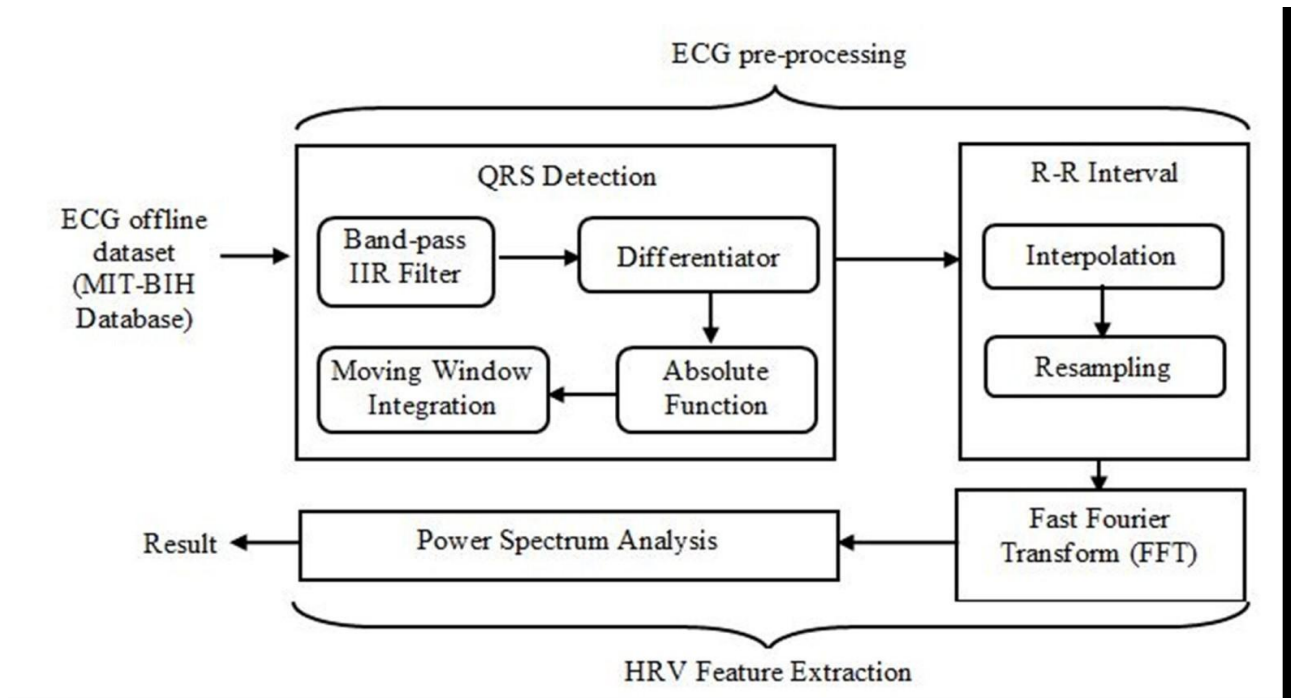 ECG pre-processing
ECG offline
dataset
(MIT-BIH
Database)
QRS Detection
Band-pass
IIR Filter
Differentiator
Absolute
Function
Moving Window
Integration
R-R Interval
Interpolation
Resampling
Fast Fourier
Transform (FFT)
Power Spectrum Analysis
Result
HRV Feature Extraction